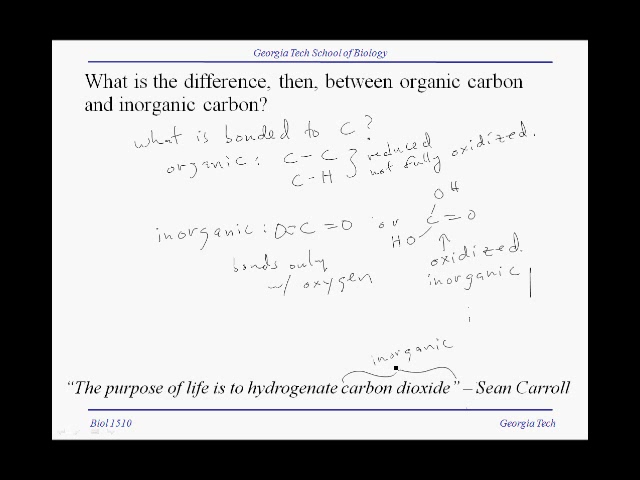 Georgia Tech School of Biology
What is the difference, then, between organic carbon
and inorganic carbon?
what is bonded to C?
organic: C-C } reduced
C-H } not fully oxidized.
OH
inorganic: O=C=O or C=O
HO
bonds only oxidized.
w/ oxygen inorganic
i
inorganic
"The purpose of life is to hydrogenate carbon dioxide" – Sean Carroll
Biol 1510 Georgia Tech